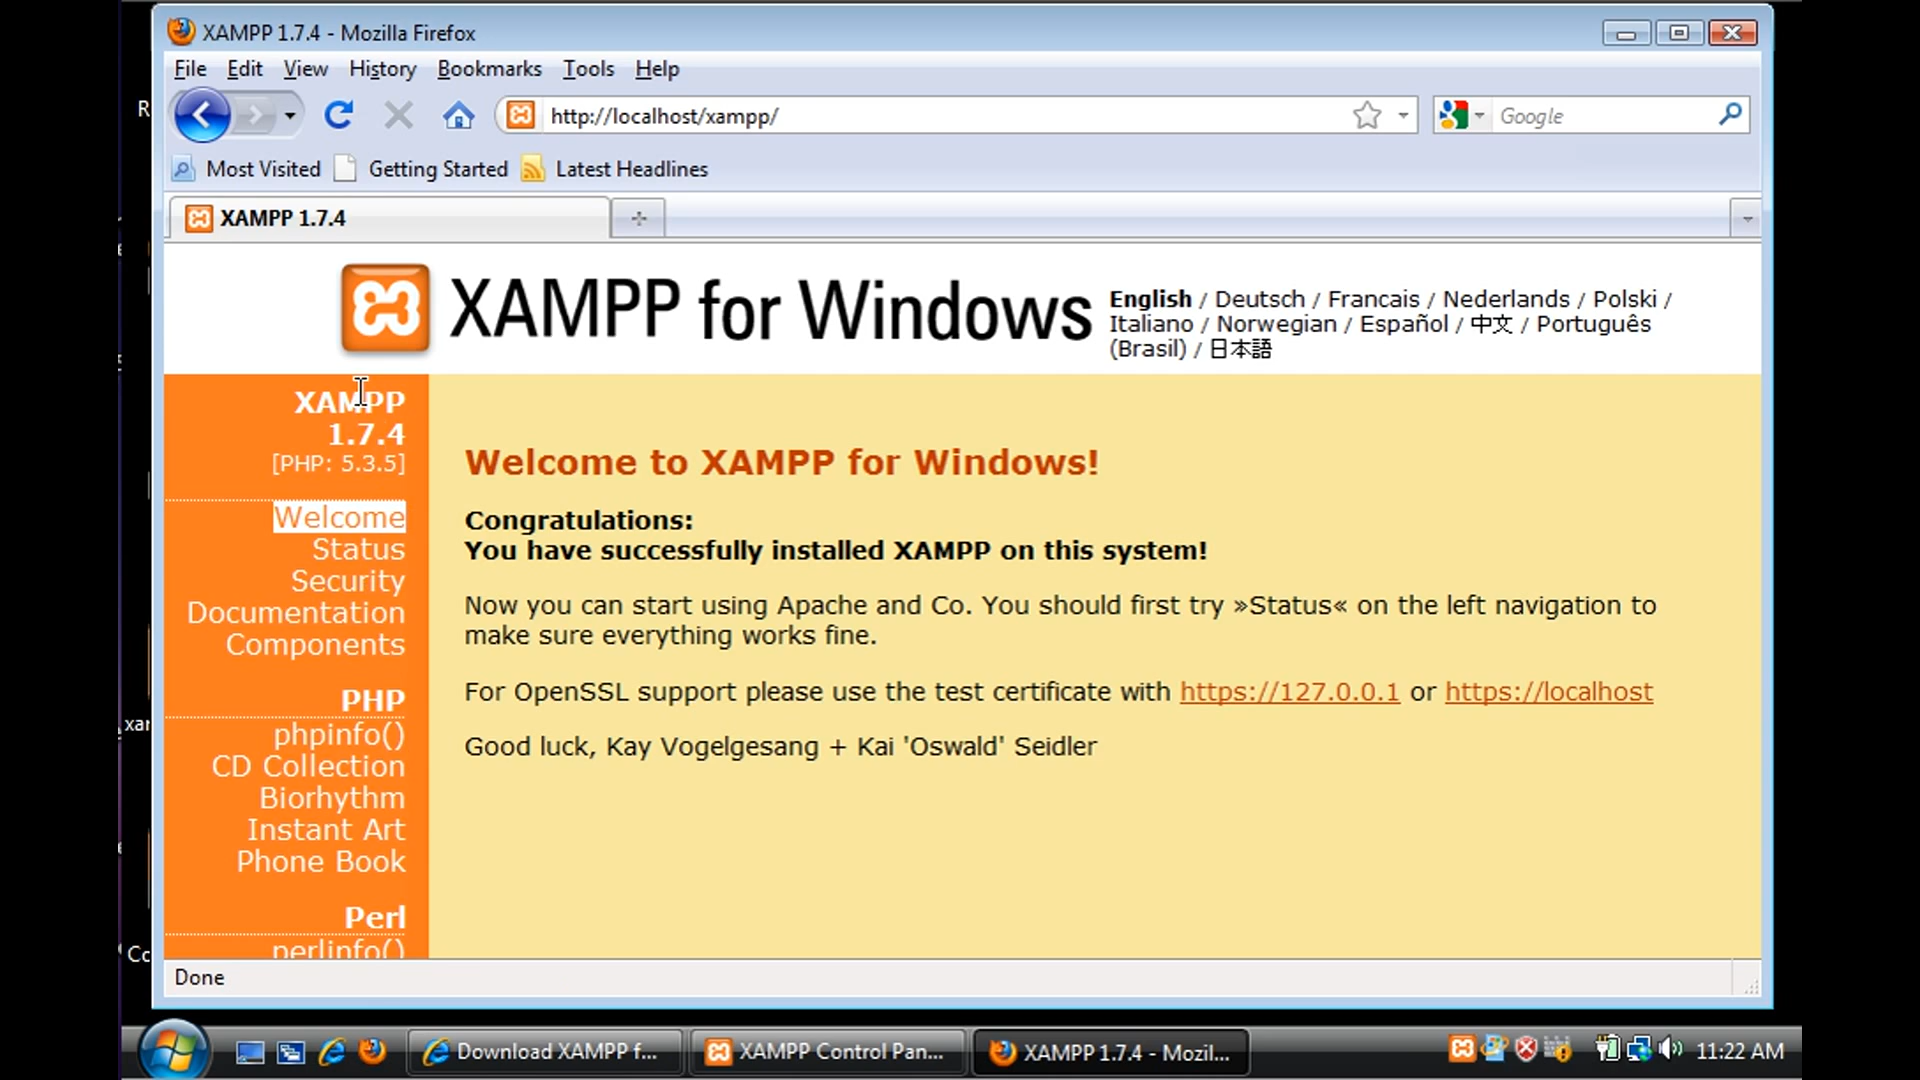 XAMPP 1.7.4 - Mozilla Firefox
File Edit View History Bookmarks Tools Help
http://localhost/xampp/
Google
Most Visited Getting Started Latest Headlines
XAMPP 1.7.4
XAMPP for Windows
English / Deutsch / Francais / Nederlands / Polski /
Italiano / Norwegian / Español / 中文 / Português
(Brasil) / 日本語
XAMPP
1.7.4
[PHP: 5.3.5]
Welcome
Status
Security
Documentation
Components
PHP
phpinfo()
CD Collection
Biorhythm
Instant Art
Phone Book
Perl
perlinfo()
Welcome to XAMPP for Windows!
Congratulations:
You have successfully installed XAMPP on this system!
Now you can start using Apache and Co. You should first try »Status« on the left navigation to
make sure everything works fine.
For OpenSSL support please use the test certificate with https://127.0.0.1 or https://localhost
Good luck, Kay Vogelgesang + Kai 'Oswald' Seidler
Done
Download XAMPP f...
XAMPP Control Pan...
XAMPP 1.7.4 - Mozil...
11:22 AM